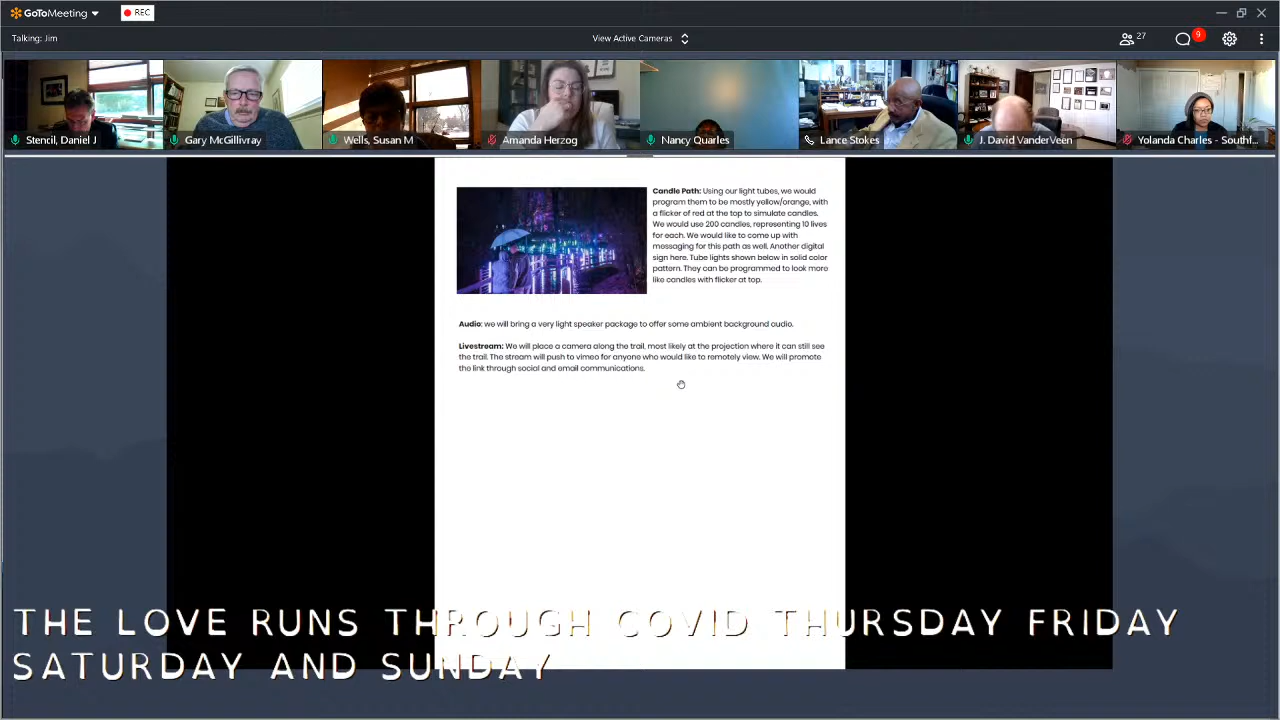 GoToMeeting
REC
Talking: Jim
View Active Cameras
27
9
Stencil, Daniel J
Gary McGillivray
Wells, Susan M
Amanda Herzog
Nancy Quarles
Lance Stokes
J. David VanderVeen
Yolanda Charles - Southf...
Candle Path: Using our light tubes, we would
program them to be mostly yellow/orange, with
a flicker of red at the top to simulate candles.
We would use 200 candles, representing 10 lives
for each. We would like to come up with
messaging for this path as well. Another digital
sign here. Tube lights shown below in solid color
pattern. They can be programmed to look more
like candles with flicker at top.
Audio: we will bring a very light speaker package to offer some ambient background audio.
Livestream: We will place a camera along the trail, most likely at the projection where it can still see
the trail. The stream will push to vimeo for anyone who would like to remotely view. We will promote
the link through social and email communications.
THE LOVE RUNS THROUGH COVID THURSDAY FRIDAY
SATURDAY AND SUNDAY